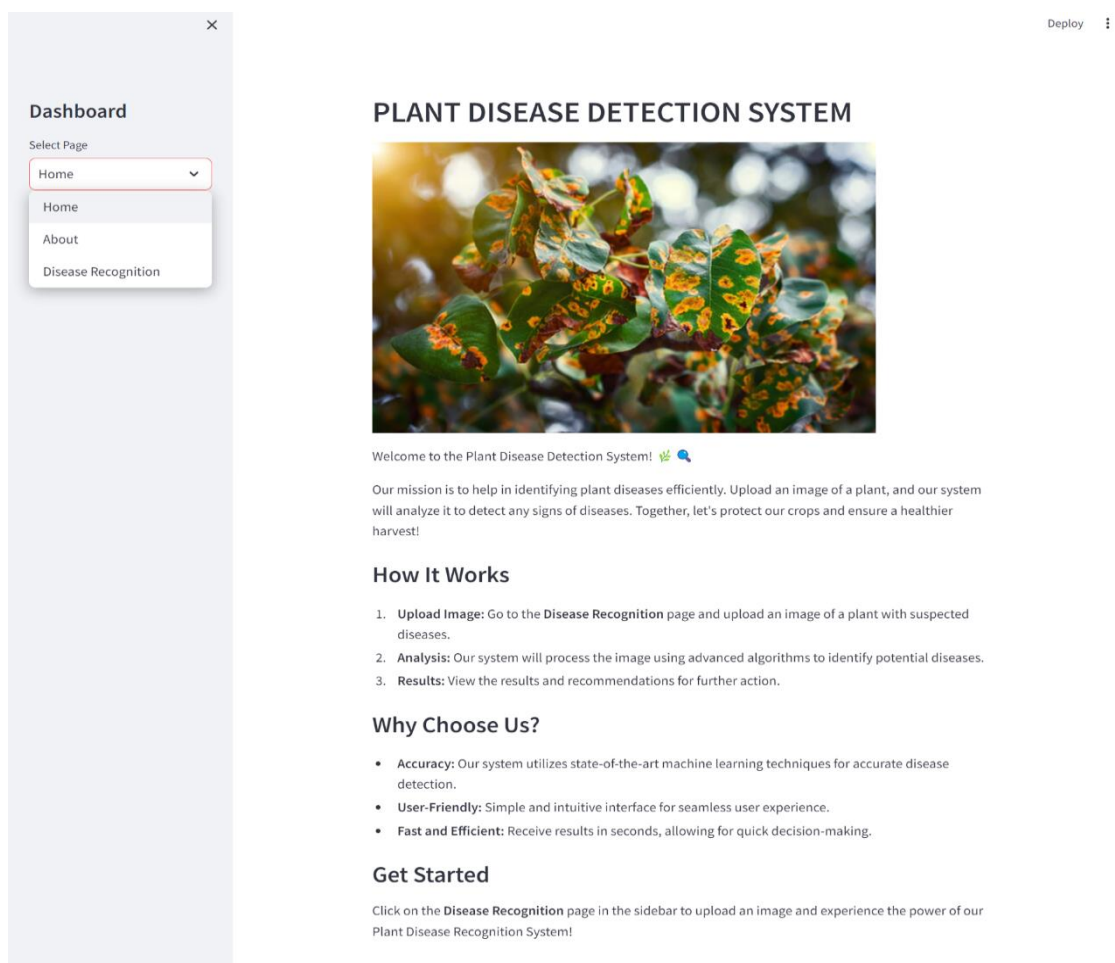 Deploy
Dashboard
Select Page
Home
Home
About
Disease Recognition
PLANT DISEASE DETECTION SYSTEM
Welcome to the Plant Disease Detection System! 🌿 🔍
Our mission is to help in identifying plant diseases efficiently. Upload an image of a plant, and our system
will analyze it to detect any signs of diseases. Together, let's protect our crops and ensure a healthier
harvest!
How It Works
1. Upload Image: Go to the Disease Recognition page and upload an image of a plant with suspected
diseases.
2. Analysis: Our system will process the image using advanced algorithms to identify potential diseases.
3. Results: View the results and recommendations for further action.
Why Choose Us?
• Accuracy: Our system utilizes state-of-the-art machine learning techniques for accurate disease
detection.
• User-Friendly: Simple and intuitive interface for seamless user experience.
• Fast and Efficient: Receive results in seconds, allowing for quick decision-making.
Get Started
Click on the Disease Recognition page in the sidebar to upload an image and experience the power of our
Plant Disease Recognition System!